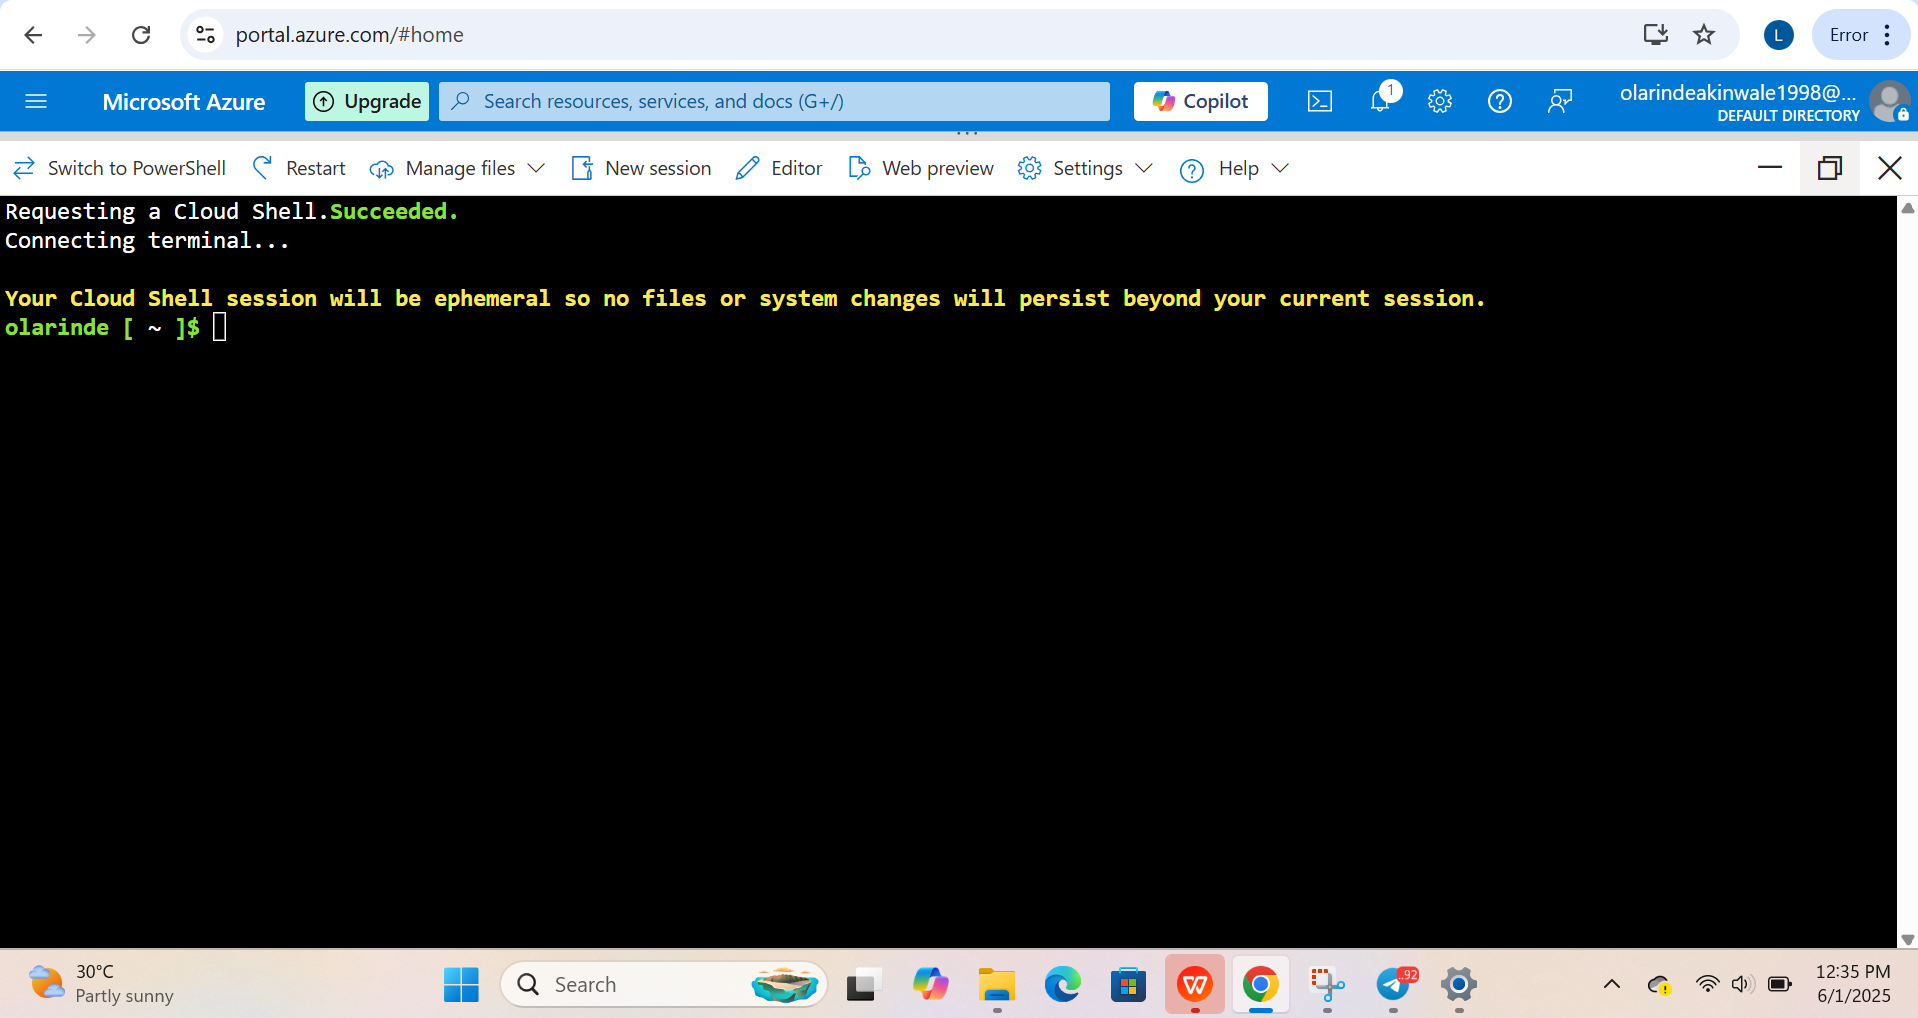 portal.azure.com/#home
L
Error
Microsoft Azure
Upgrade
Search resources, services, and docs (G+/)
Copilot
1
olarindeakinwale1998@...
DEFAULT DIRECTORY
Switch to PowerShell
Restart
Manage files
New session
Editor
Web preview
Settings
Help
Requesting a Cloud Shell.Succeeded.
Connecting terminal...
Your Cloud Shell session will be ephemeral so no files or system changes will persist beyond your current session.
olarinde [ ~ ]$
30°C
Partly sunny
Search
..92
12:35 PM
6/1/2025